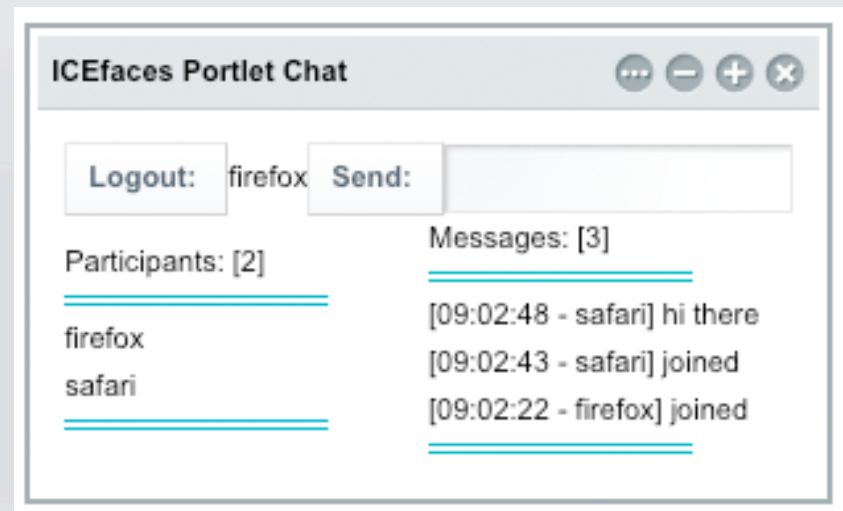 ICEfaces Portlet Chat
Logout: firefox Send:
Participants: [2]
firefox
safari
Messages: [3]
[09:02:48 - safari] hi there
[09:02:43 - safari] joined
[09:02:22 - firefox] joined